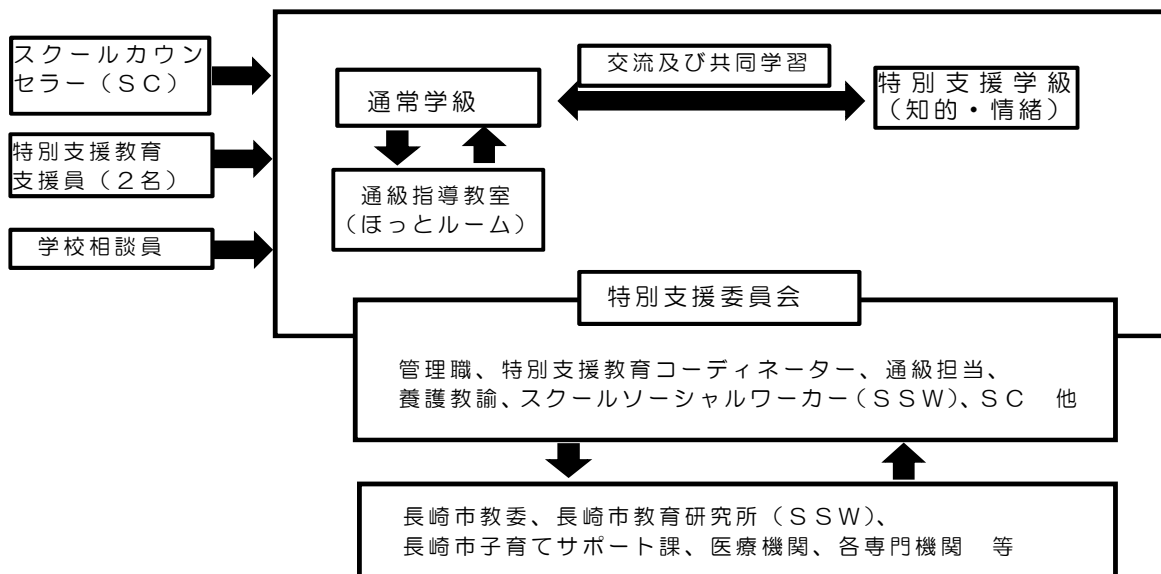 スクールカウン
セラー（ＳＣ）
特別支援教育
支援員（２名）
学校相談員
交流及び共同学習
通常学級
特別支援学級
（知的・情緒）
通級指導教室
（ほっとルーム）
特別支援委員会
管理職、特別支援教育コーディネーター、通級担当、
養護教諭、スクールソーシャルワーカー（ＳＳＷ）、ＳＣ　他
長崎市教委、長崎市教育研究所（ＳＳＷ）、
長崎市子育てサポート課、医療機関、各専門機関　等